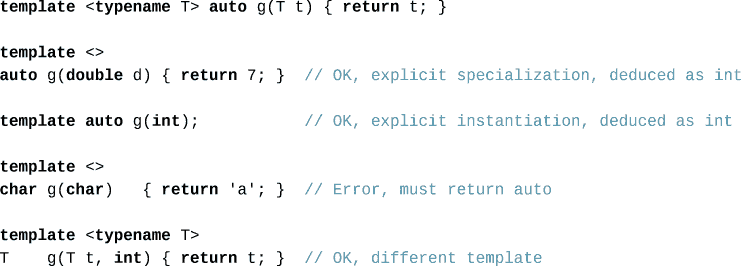 template <typename T> auto g(T t) { return t; }
template <>
auto g(double d) { return 7; }  // OK, explicit specialization, deduced as int
template auto g(int);           // OK, explicit instantiation, deduced as int
template <>
char g(char)   { return 'a'; }  // Error, must return auto
template <typename T>
T    g(T t, int) { return t; }  // OK, different template